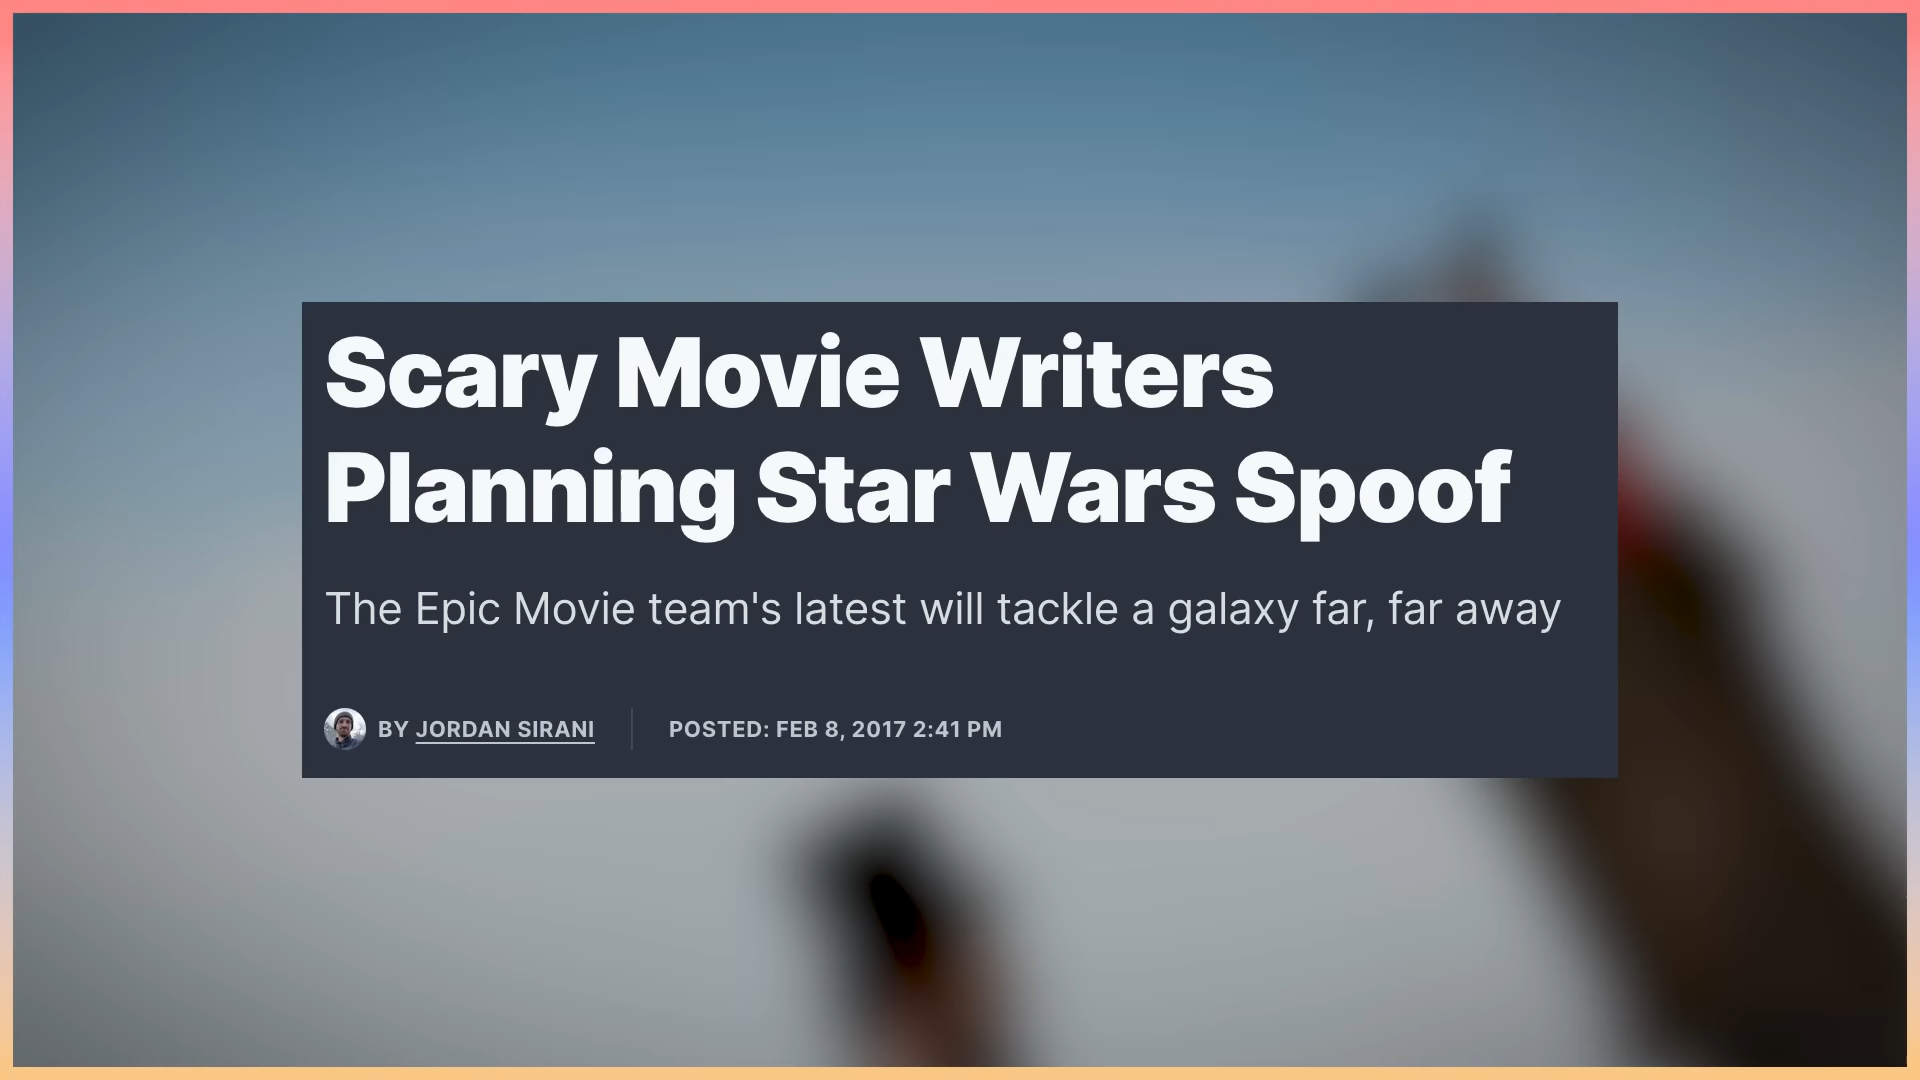 Scary Movie Writers
Planning Star Wars Spoof
The Epic Movie team's latest will tackle a galaxy far, far away
BY JORDAN SIRANI
POSTED: FEB 8, 2017 2:41 PM